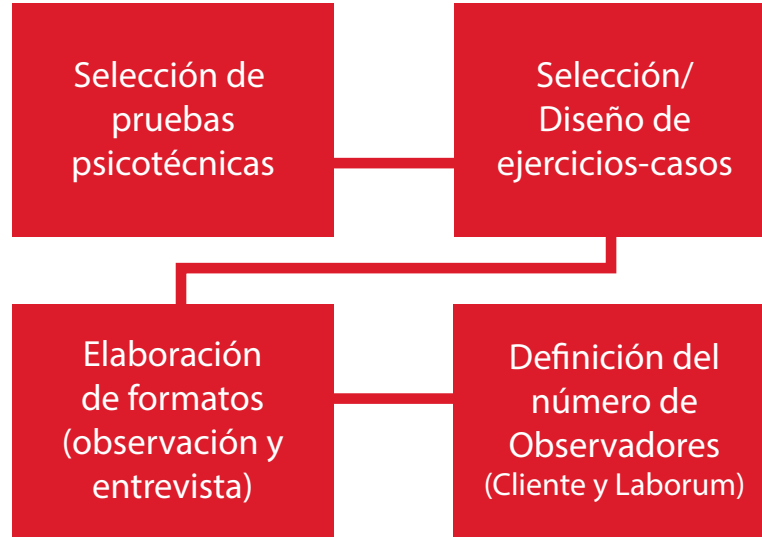 Selección de
pruebas
psicotécnicas
Selección/
Diseño de
ejercicios-casos
Elaboración
de formatos
(observación y
entrevista)
Definición del
número de
Observadores
(Cliente y Laborum)